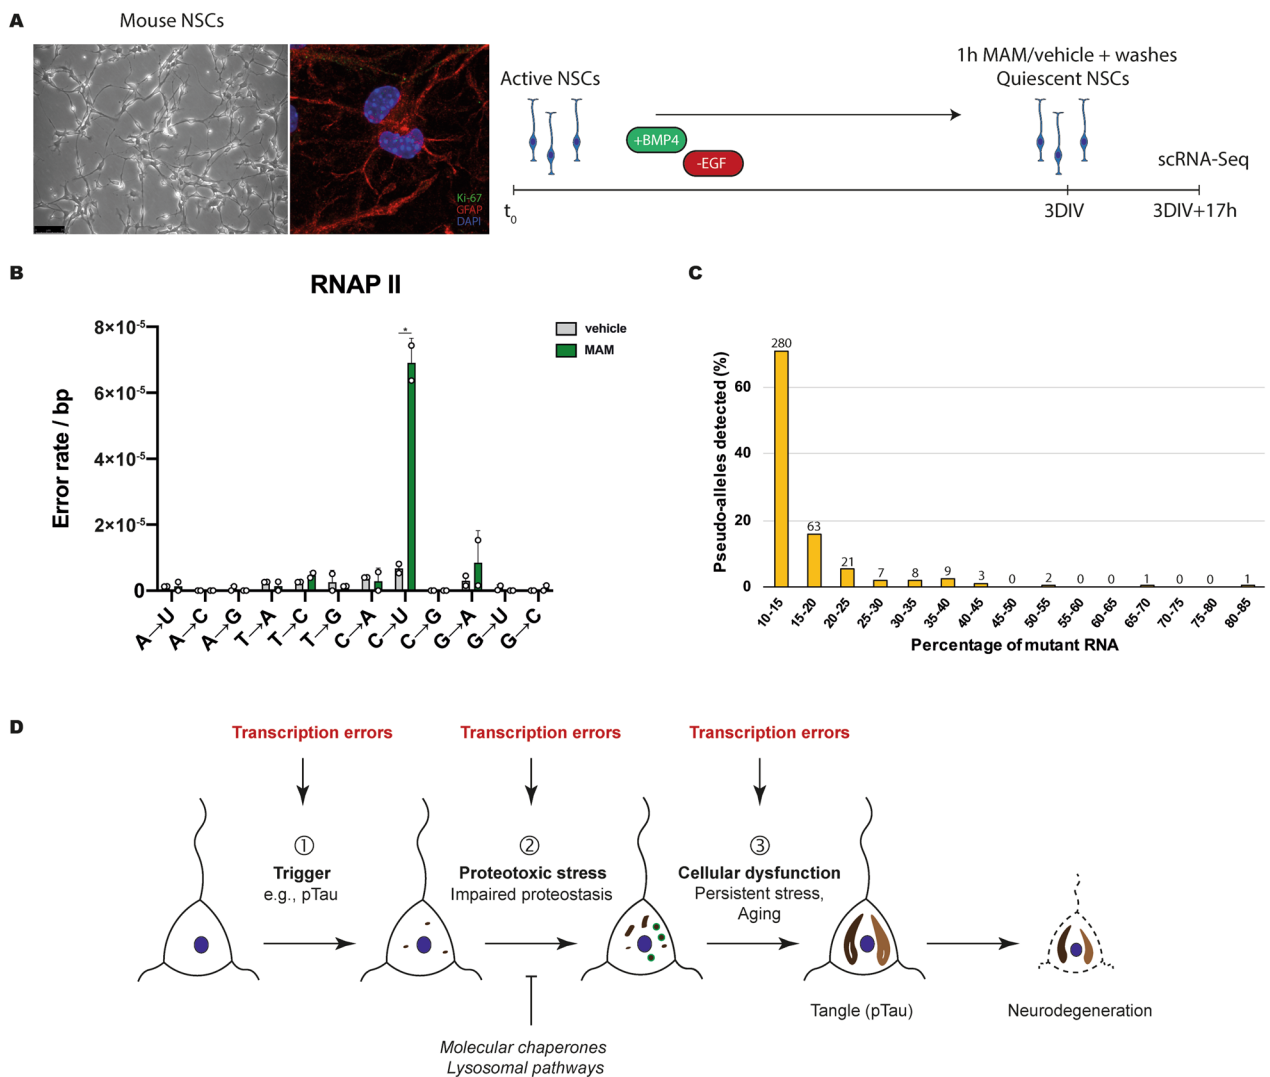 A
Mouse NSCs
Ki-67
GFAP
DAPI
Active NSCs
+BMP4
-EGF
1h MAM/vehicle + washes
Quiescent NSCs
scRNA-Seq
t0
3DIV
3DIV+17h
B
RNAP II
Error rate / bp
8×10-5
6×10-5
4×10-5
2×10-5
0
*
vehicle
MAM
A→U
A→C
A→G
T→A
T→C
T→G
C→A
C→U
C→G
G→A
G→U
G→C
C
Pseudo-alleles detected (%)
60
40
20
0
280
63
21
7
8
9
3
0
2
0
0
1
0
0
1
10-15
15-20
20-25
25-30
30-35
35-40
40-45
45-50
50-55
55-60
60-65
65-70
70-75
75-80
80-85
Percentage of mutant RNA
D
Transcription errors
Transcription errors
Transcription errors
①
Trigger
e.g., pTau
②
Proteotoxic stress
Impaired proteostasis
③
Cellular dysfunction
Persistent stress,
Aging
Tangle (pTau)
Neurodegeneration
Molecular chaperones
Lysosomal pathways